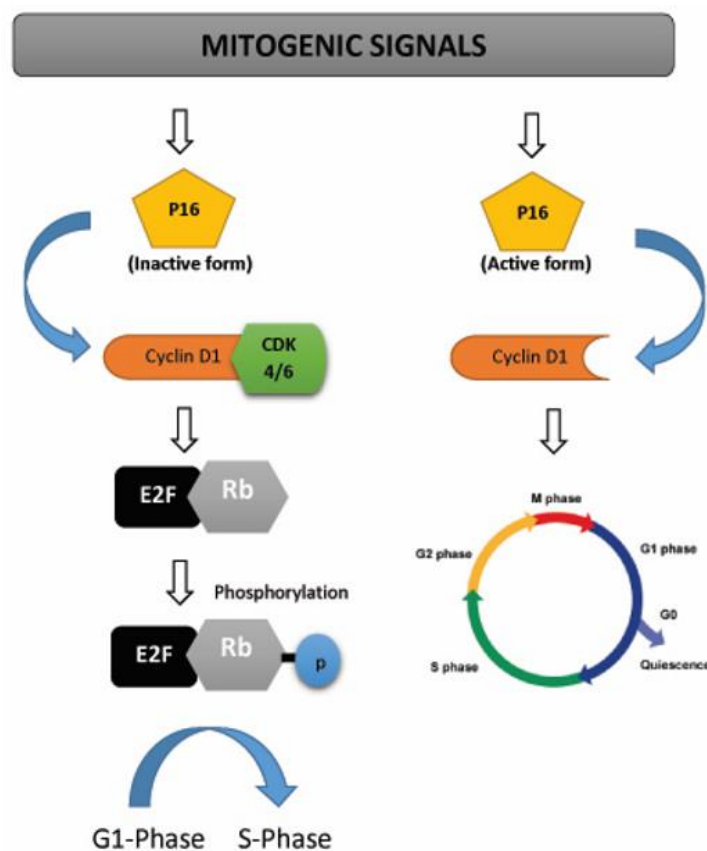 MITOGENIC SIGNALS
P16
(Inactive form)
Cyclin D1
CDK
4/6
E2F
Rb
Phosphorylation
E2F
Rb
p
G1-Phase
S-Phase
P16
(Active form)
Cyclin D1
M phase
G2 phase
G1 phase
G0
S phase
Quiescence